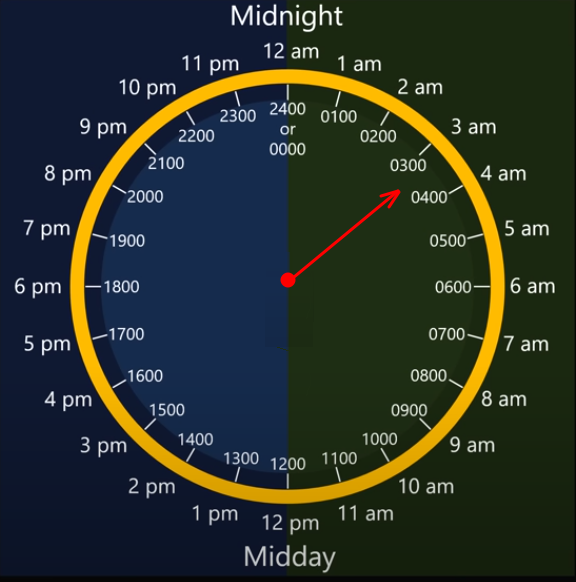 Midnight
12 am
1 am
2 am
3 am
4 am
5 am
6 am
7 am
8 am
9 am
10 am
11 am
12 pm
1 pm
2 pm
3 pm
4 pm
5 pm
6 pm
7 pm
8 pm
9 pm
10 pm
11 pm
2400
or
0000
0100
0200
0300
0400
0500
0600
0700
0800
0900
1000
1100
1200
1300
1400
1500
1600
1700
1800
1900
2000
2100
2200
2300
Midday